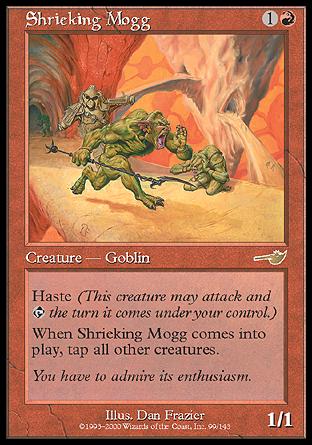 Shrieking Mogg 1
Creature — Goblin
Haste (This creature may attack and
the turn it comes under your control.)
When Shrieking Mogg comes into
play, tap all other creatures.
You have to admire its enthusiasm.
Illus. Dan Frazier
©1993-2000 Wizards of the Coast, Inc. 99/143
1/1